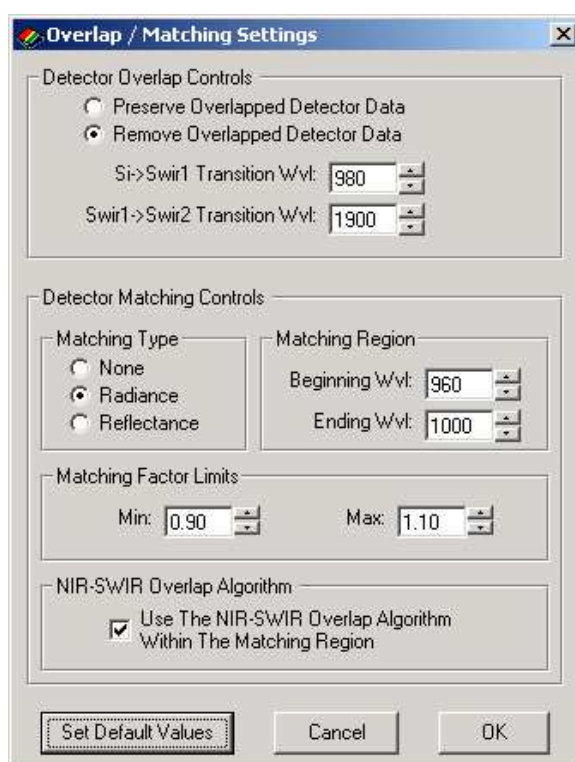 Overlap / Matching Settings
Detector Overlap Controls
Preserve Overlapped Detector Data
Remove Overlapped Detector Data
Si->Swir1 Transition Wvl: 980
Swir1->Swir2 Transition Wvl: 1900
Detector Matching Controls
Matching Type
None
Radiance
Reflectance
Matching Region
Beginning Wvl: 960
Ending Wvl: 1000
Matching Factor Limits
Min: 0.90 Max: 1.10
NIR-SWIR Overlap Algorithm
Use The NIR-SWIR Overlap Algorithm
Within The Matching Region
Set Default Values Cancel OK